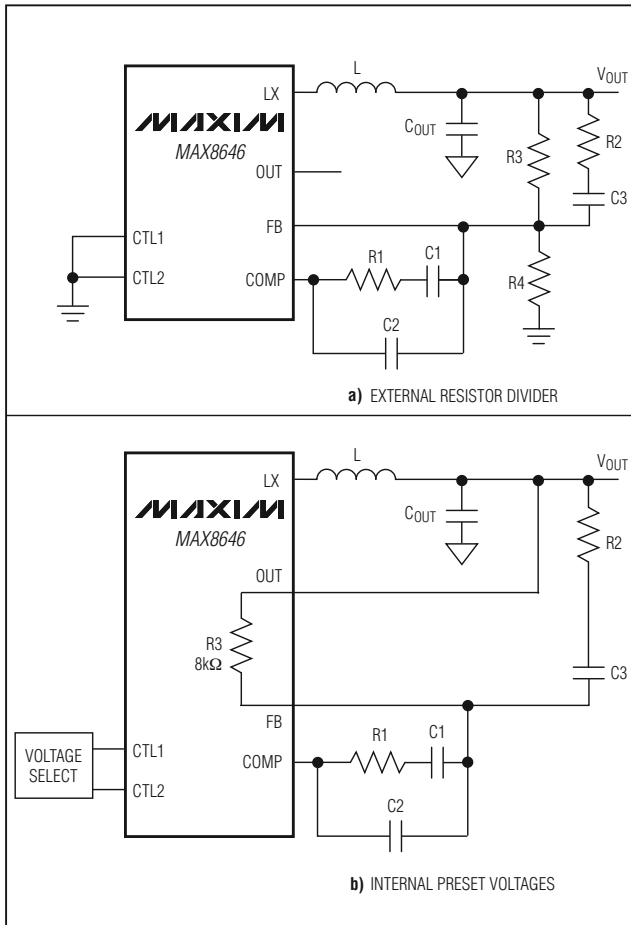 L
V_OUT
LX
MAXIM
MAX8646
C_OUT
R3
R2
OUT
C3
FB
CTL1
R1
C1
CTL2
COMP
R4
C2
a) EXTERNAL RESISTOR DIVIDER
L
V_OUT
LX
MAXIM
MAX8646
C_OUT
R2
OUT
R3
8kΩ
C3
FB
R1
C1
VOLTAGE
SELECT
CTL1
COMP
CTL2
C2
b) INTERNAL PRESET VOLTAGES